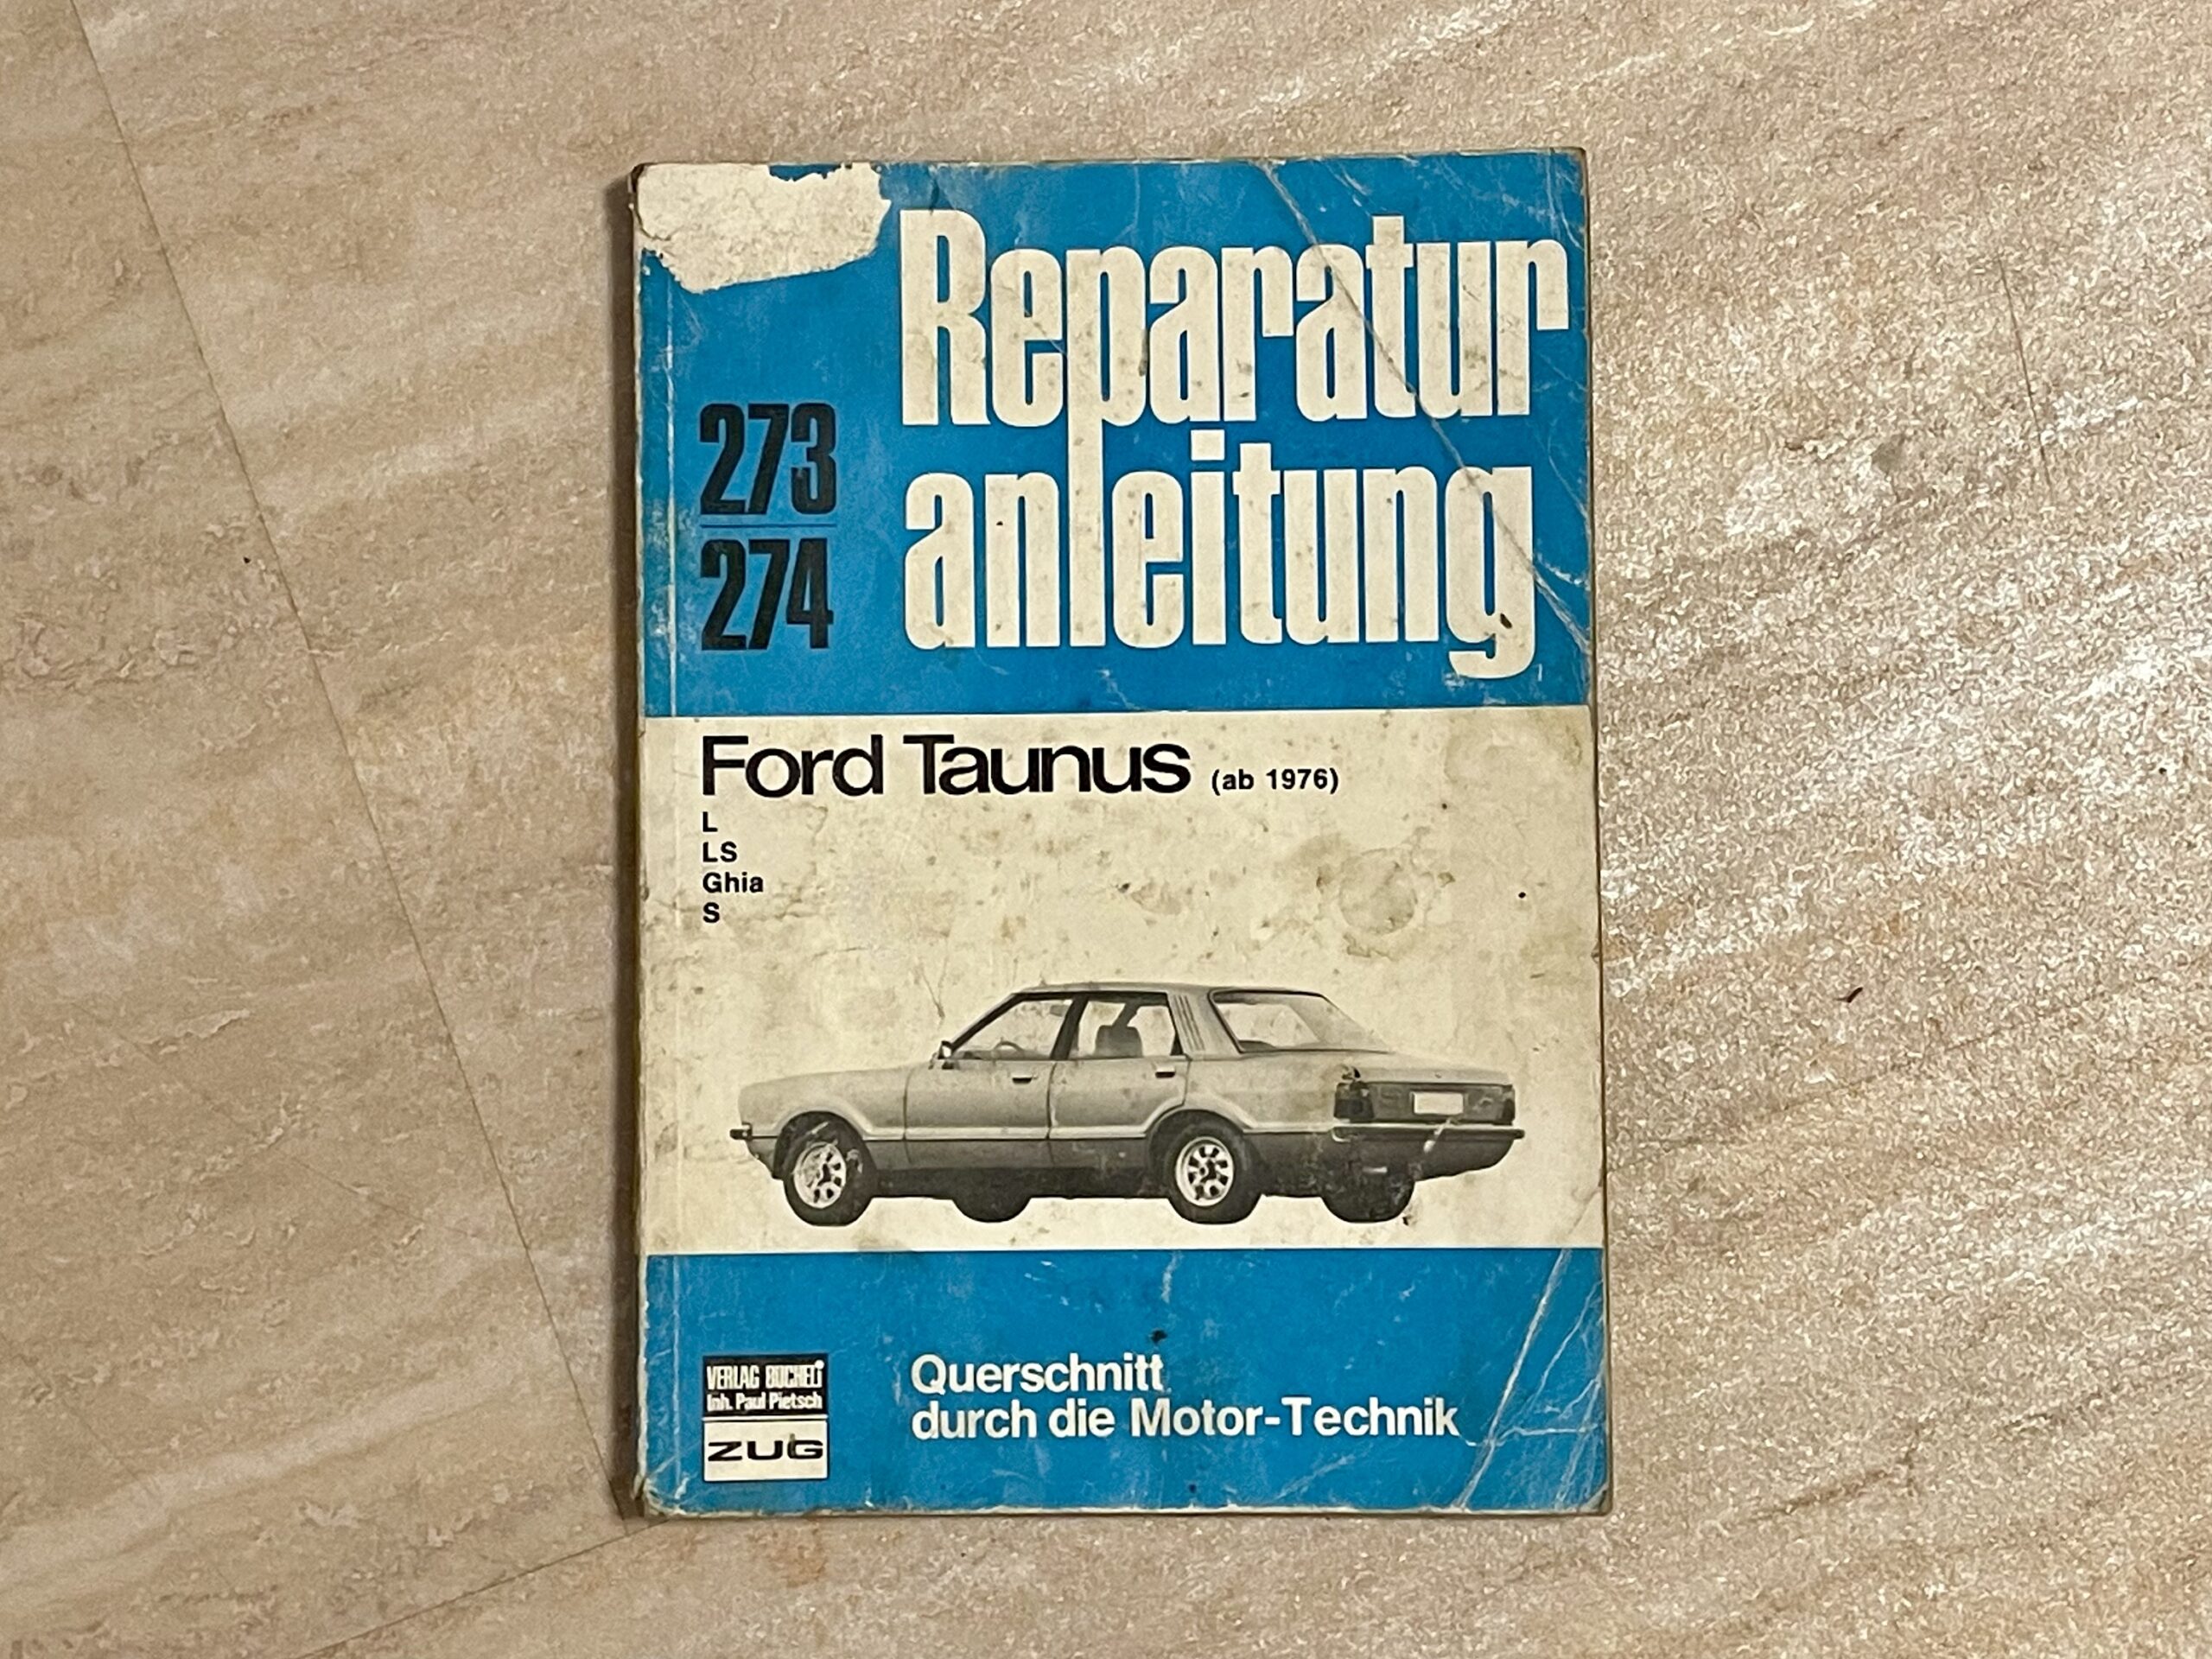 Reparatur
anleitung
273
274
Ford Taunus (ab 1976)
L
LS
Ghia
S
VERLAG BUCHELI
Inh. Paul Pietsch
ZUG
Querschnitt
durch die Motor-Technik